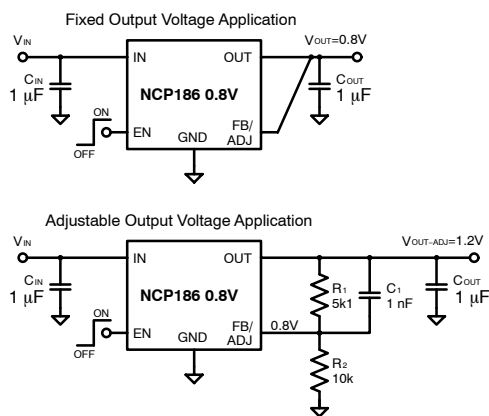 Fixed Output Voltage Application
VIN
IN
OUT
VOUT=0.8V
CIN
1 μF
NCP186 0.8V
COUT
1 μF
ON
OFF
EN
GND
FB/
ADJ
Adjustable Output Voltage Application
VIN
IN
OUT
VOUT-ADJ=1.2V
CIN
1 μF
NCP186 0.8V
R1
5k1
C1
1 nF
COUT
1 μF
ON
OFF
EN
GND
FB/
ADJ
0.8V
R2
10k